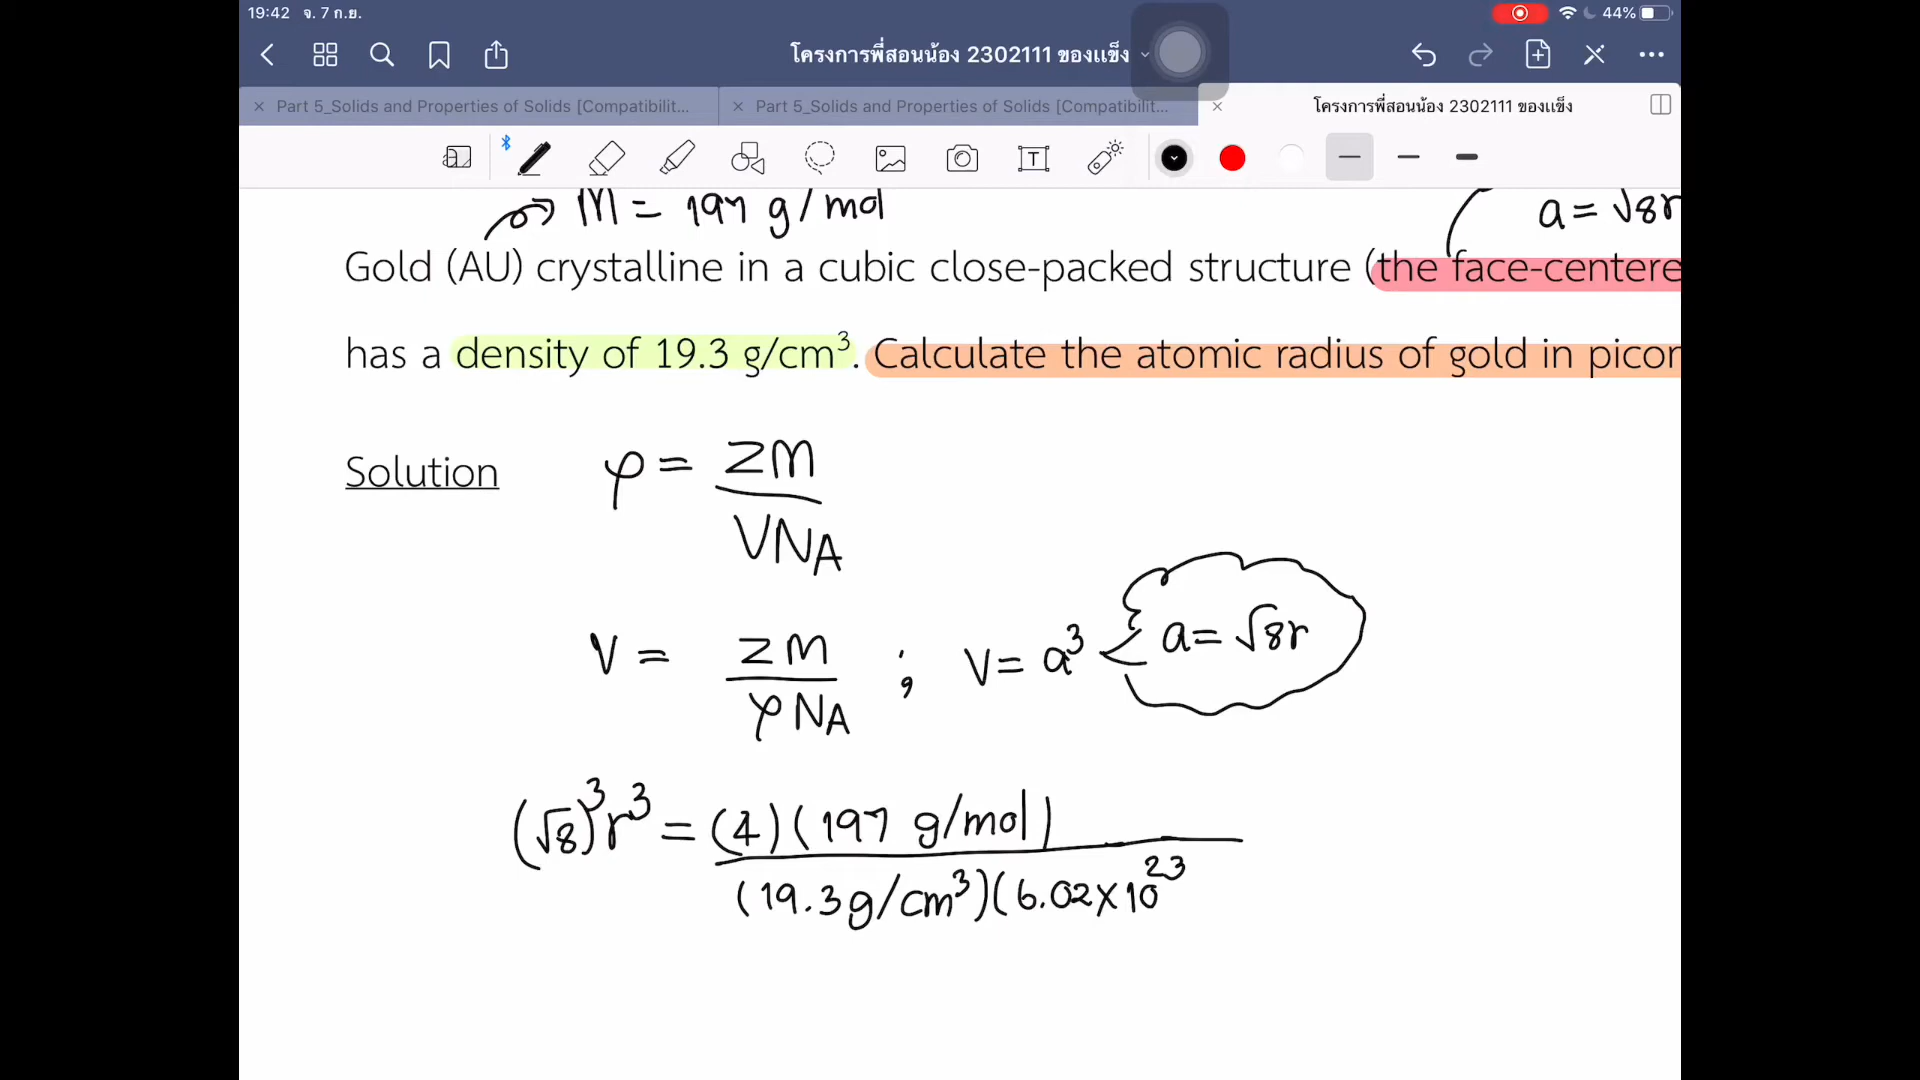 19:42 จ. 7 ก.ย. 44%
โครงการพี่สอนน้อง 2302111 ของแข็ง
Part 5_Solids and Properties of Solids [Compatibilit... Part 5_Solids and Properties of Solids [Compatibilit... โครงการพี่สอนน้อง 2302111 ของแข็ง
M = 197 g/mol a = √8r
Gold (AU) crystalline in a cubic close-packed structure (the face-centere
has a density of 19.3 g/cm³. Calculate the atomic radius of gold in picor
Solution ρ = ZM / VNA
V = ZM / ρNA ; V = a³ a = √8r
(√8)³r³ = (4)(197 g/mol)
(19.3g/cm³)(6.02×10²³